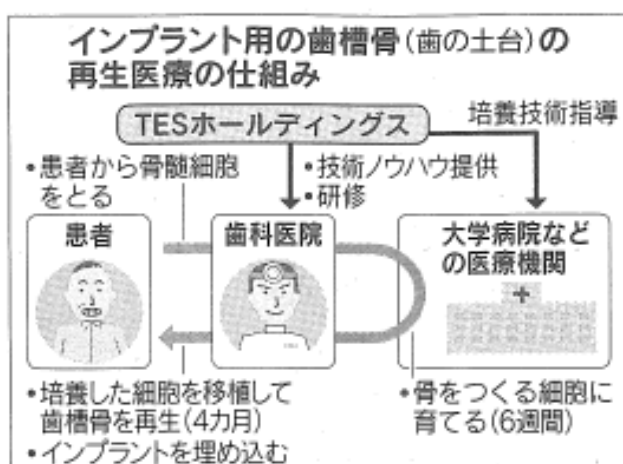 インプラント用の歯槽骨(歯の土台)の
再生医療の仕組み
TESホールディングス
培養技術指導
•患者から骨髄細胞
をとる
•技術ノウハウ提供
•研修
患者
歯科医院
大学病院など
の医療機関
•培養した細胞を移植して
歯槽骨を再生(4カ月)
•インプラントを埋め込む
•骨をつくる細胞に
育てる(6週間)